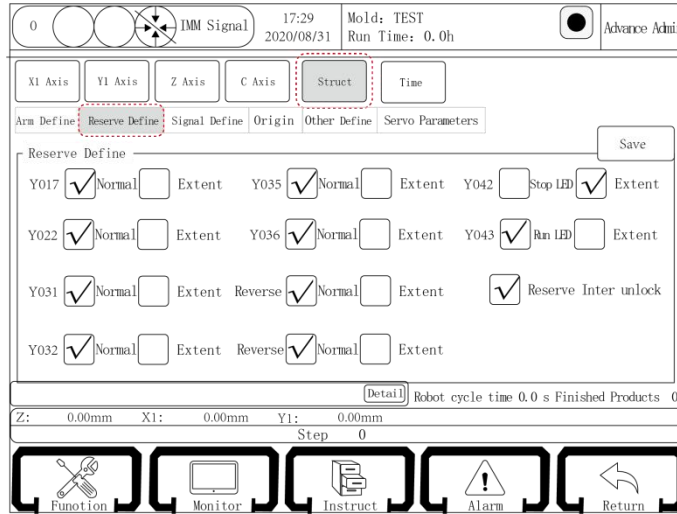 0 IMM Signal 17:29 Mold: TEST Advance Admi
2020/08/31 Run Time: 0.0h
X1 Axis Y1 Axis Z Axis C Axis Struct Time
Arm Define Reserve Define Signal Define Origin Other Define Servo Parameters
Save
Reserve Define
Y017 √ Normal Extent Y035 √ Normal Extent Y042 Stop LED √ Extent
Y022 √ Normal Extent Y036 √ Normal Extent Y043 √ Run LED Extent
Y031 √ Normal Extent Reverse √ Normal Extent √ Reserve Inter unlock
Y032 √ Normal Extent Reverse √ Normal Extent
Detail Robot cycle time 0.0 s Finished Products 0
Z: 0.00mm X1: 0.00mm Y1: 0.00mm
Step 0
Funotion Monitor Instruct Alarm Return